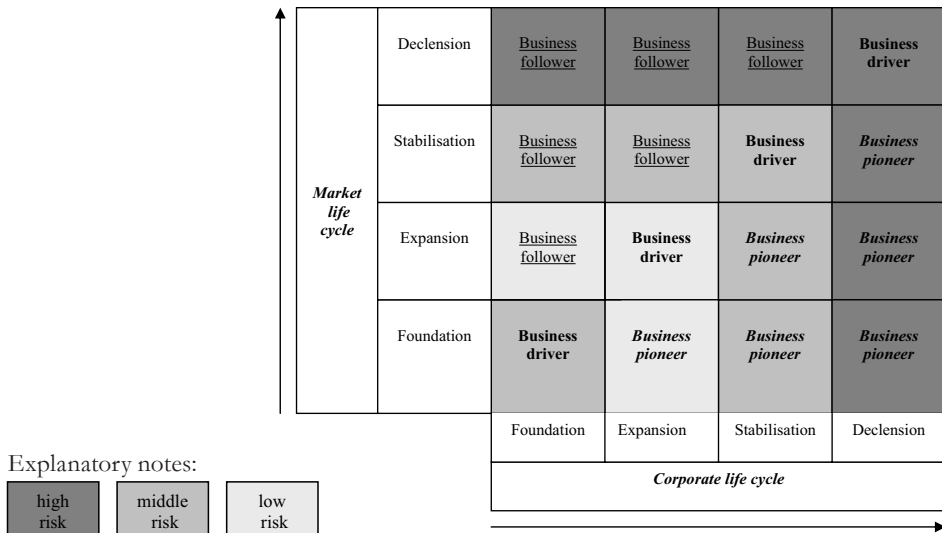 Declension
Business
follower
Business
follower
Business
follower
Business
driver
Stabilisation
Business
follower
Business
follower
Business
driver
Business
pioneer
Market
life
cycle
Expansion
Business
follower
Business
driver
Business
pioneer
Business
pioneer
Foundation
Business
driver
Business
pioneer
Business
pioneer
Business
pioneer
Foundation
Expansion
Stabilisation
Declension
Corporate life cycle
Explanatory notes:
high
risk
middle
risk
low
risk